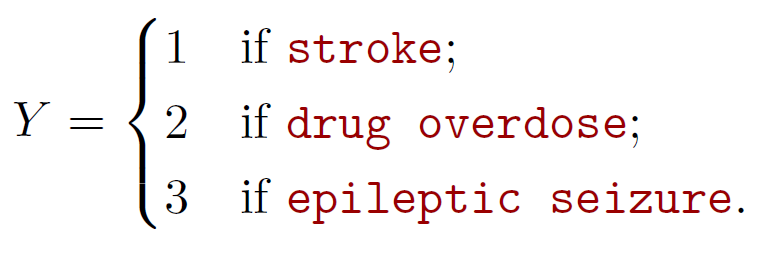 1 if stroke;
Y = 2 if drug overdose;
3 if epileptic seizure.